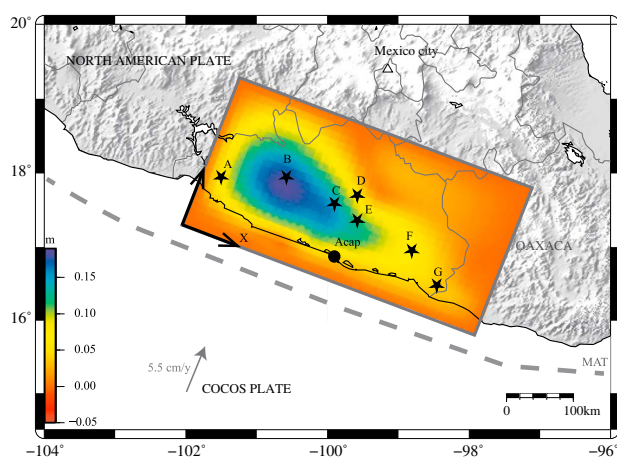 20°
Mexico city
NORTH AMERICAN PLATE
18°
A
B
C
D
E
F
G
Acap
X
OAXACA
m
0.15
0.10
0.05
0.00
−0.05
16°
MAT
5.5 cm/y
COCOS PLATE
0 100km
−104° −102° −100° −98° −96°